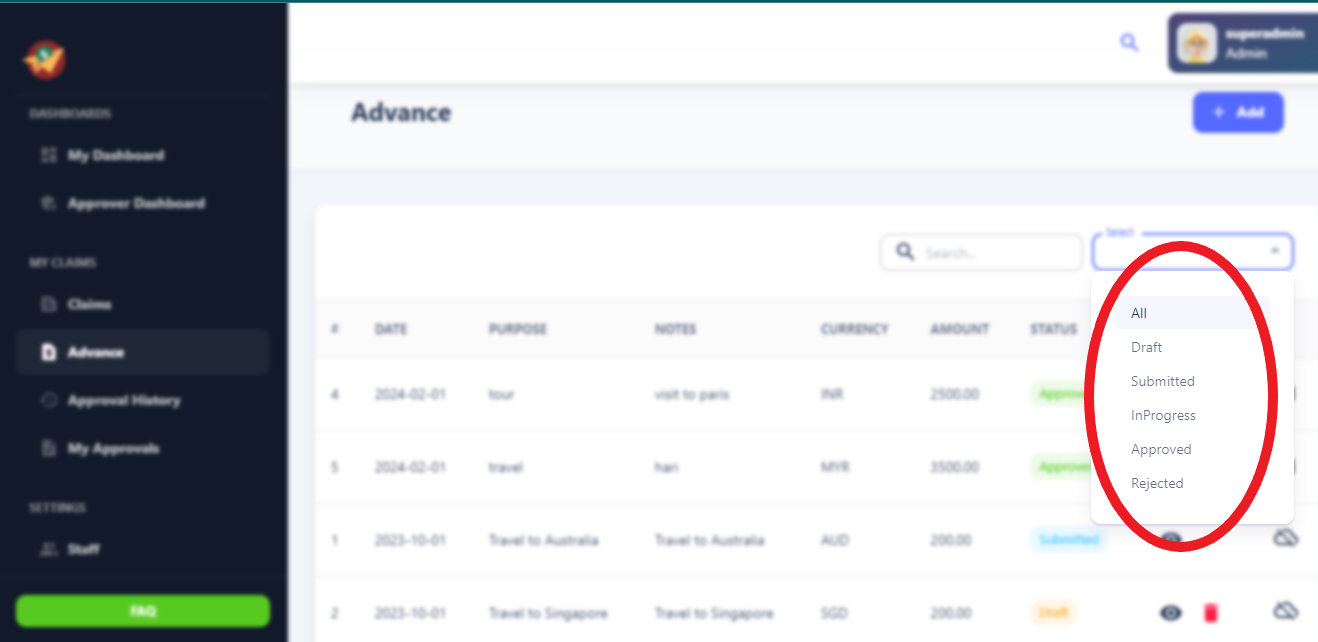 superadmin
Admin
DASHBOARDS
My Dashboard
Approver Dashboard
MY CLAIMS
Claims
Advance
Approval History
My Approvals
SETTINGS
Staff
FAQ
Advance
+ Add
Search...
Select
All
Draft
Submitted
InProgress
Approved
Rejected
# DATE PURPOSE NOTES CURRENCY AMOUNT STATUS
4 2024-02-01 tour visit to paris INR 2500.00 Approve
5 2024-02-01 travel hari MYR 3500.00 Approve
1 2023-10-01 Travel to Australia Travel to Australia AUD 200.00 Submitted
2 2023-10-01 Travel to Singapore Travel to Singapore SGD 200.00 Draft